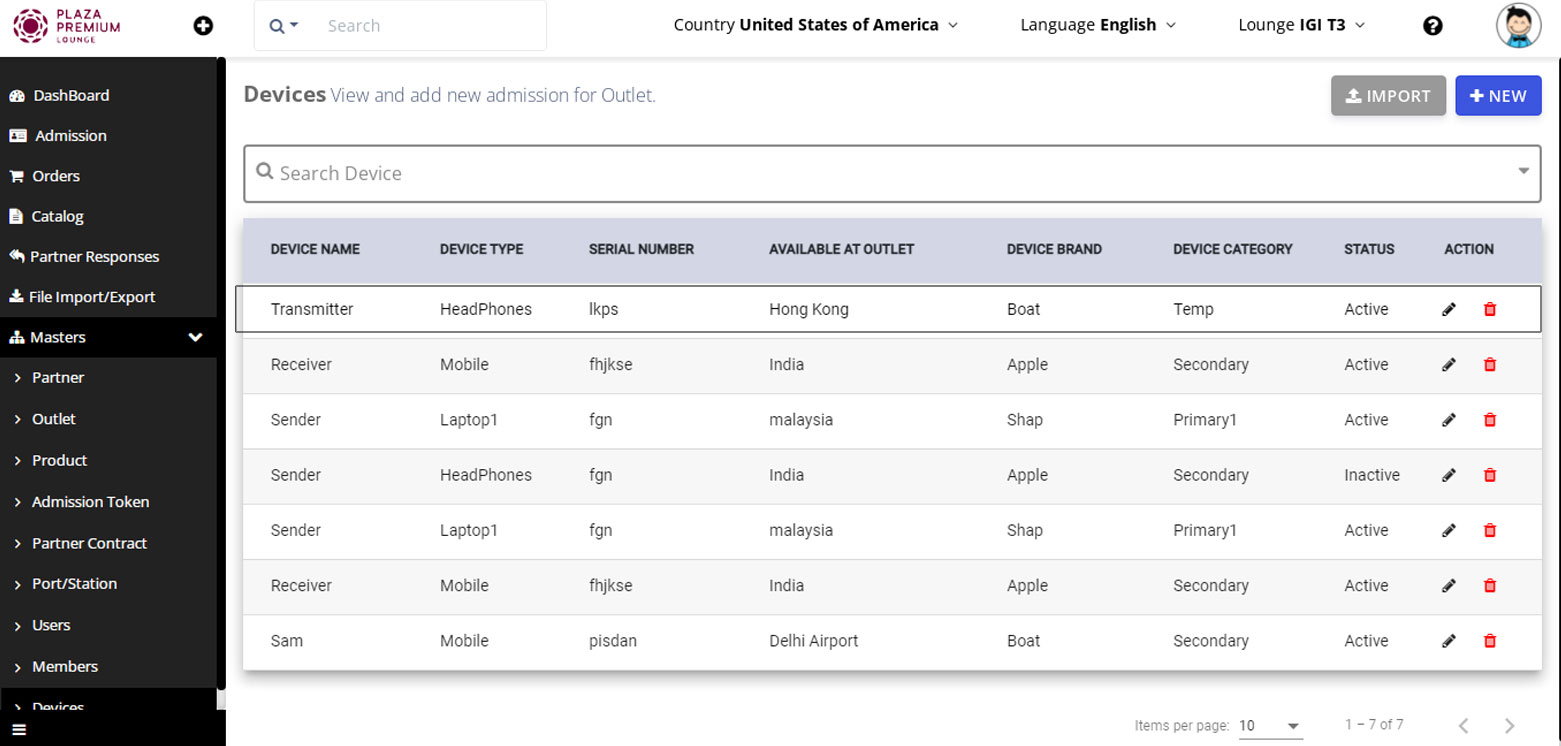 PLAZA
PREMIUM
LOUNGE
Search
Country United States of America
Language English
Lounge IGI T3
DashBoard
Admission
Orders
Catalog
Partner Responses
File Import/Export
Masters
Partner
Outlet
Product
Admission Token
Partner Contract
Port/Station
Users
Members
Devices
Devices View and add new admission for Outlet.
IMPORT
+ NEW
Search Device
DEVICE NAME DEVICE TYPE SERIAL NUMBER AVAILABLE AT OUTLET DEVICE BRAND DEVICE CATEGORY STATUS ACTION
Transmitter HeadPhones lkps Hong Kong Boat Temp Active
Receiver Mobile fhjkse India Apple Secondary Active
Sender Laptop1 fgn malaysia Shap Primary1 Active
Sender HeadPhones fgn India Apple Secondary Inactive
Sender Laptop1 fgn malaysia Shap Primary1 Active
Receiver Mobile fhjkse India Apple Secondary Active
Sam Mobile pisdan Delhi Airport Boat Secondary Active
Items per page: 10 1 – 7 of 7